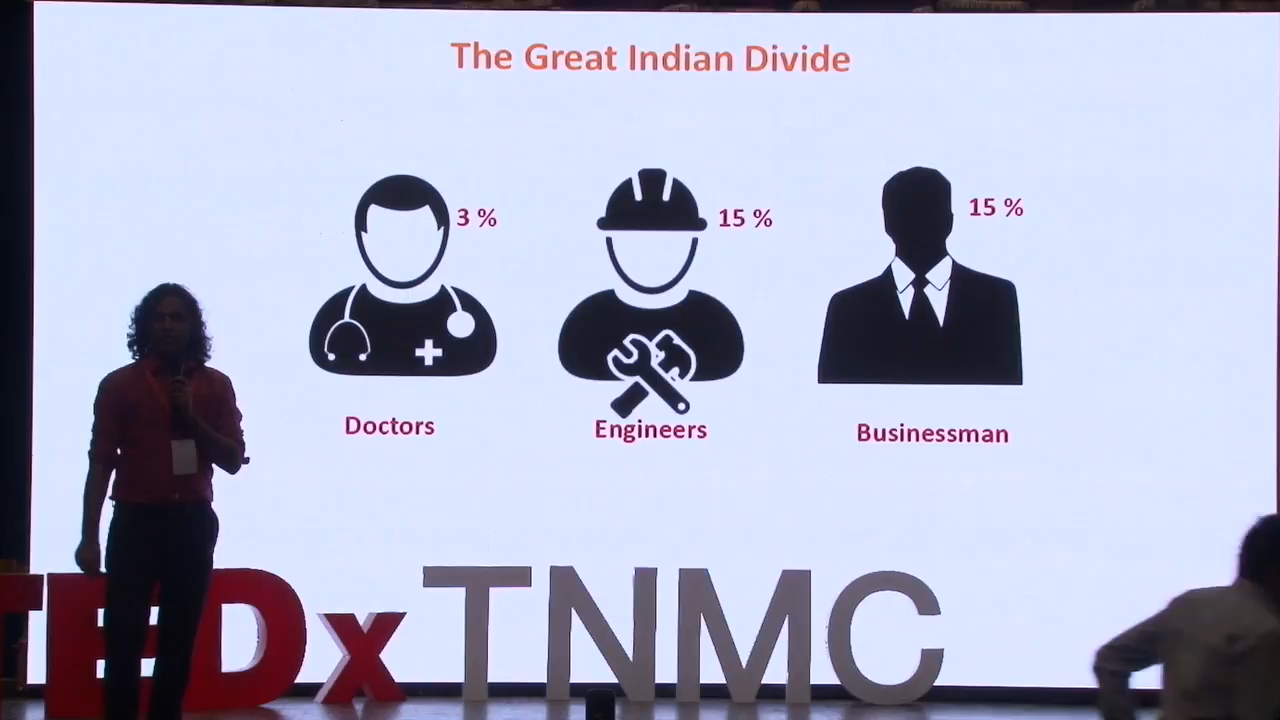 The Great Indian Divide
3 %
15 %
15 %
Doctors
Engineers
Businessman
TEDxTNMC